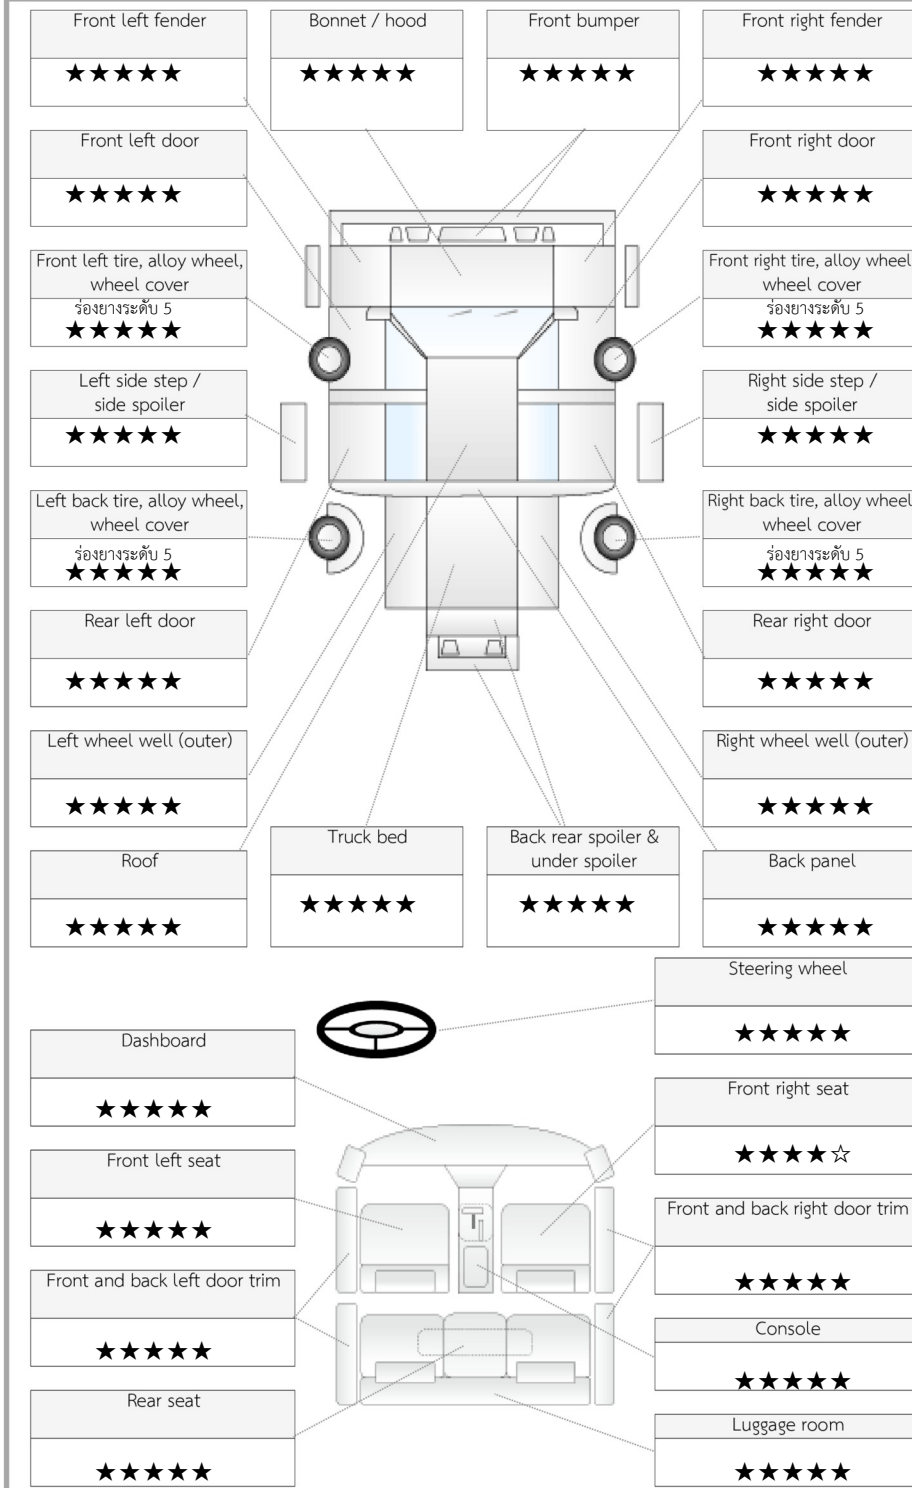 Front left fender
★★★★★
Bonnet / hood
★★★★★
Front bumper
★★★★★
Front right fender
★★★★★
Front left door
★★★★★
Front right door
★★★★★
Front left tire, alloy wheel,
wheel cover
ร่องยางระดับ 5
★★★★★
Front right tire, alloy wheel
wheel cover
ร่องยางระดับ 5
★★★★★
Left side step /
side spoiler
★★★★★
Right side step /
side spoiler
★★★★★
Left back tire, alloy wheel,
wheel cover
ร่องยางระดับ 5
★★★★★
Right back tire, alloy wheel
wheel cover
ร่องยางระดับ 5
★★★★★
Rear left door
★★★★★
Rear right door
★★★★★
Left wheel well (outer)
★★★★★
Right wheel well (outer)
★★★★★
Roof
★★★★★
Truck bed
★★★★★
Back rear spoiler &
under spoiler
★★★★★
Back panel
★★★★★
Steering wheel
★★★★★
Dashboard
★★★★★
Front right seat
★★★★☆
Front left seat
★★★★★
Front and back right door trim
★★★★★
Front and back left door trim
★★★★★
Console
★★★★★
Rear seat
★★★★★
Luggage room
★★★★★